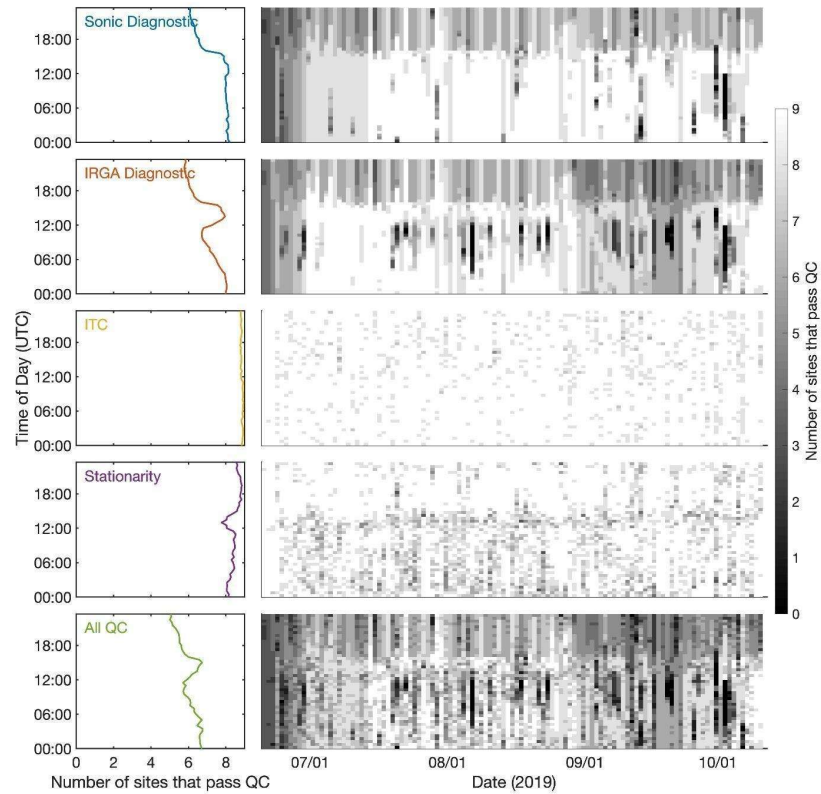 Sonic Diagnostic
18:00
12:00
06:00
00:00
IRGA Diagnostic
18:00
12:00
06:00
00:00
ITC
18:00
12:00
06:00
00:00
Stationarity
18:00
12:00
06:00
00:00
All QC
18:00
12:00
06:00
00:00
Time of Day (UTC)
0 2 4 6 8
Number of sites that pass QC
07/01 08/01 09/01 10/01
Date (2019)
9
8
7
6
5
4
3
2
1
0
Number of sites that pass QC